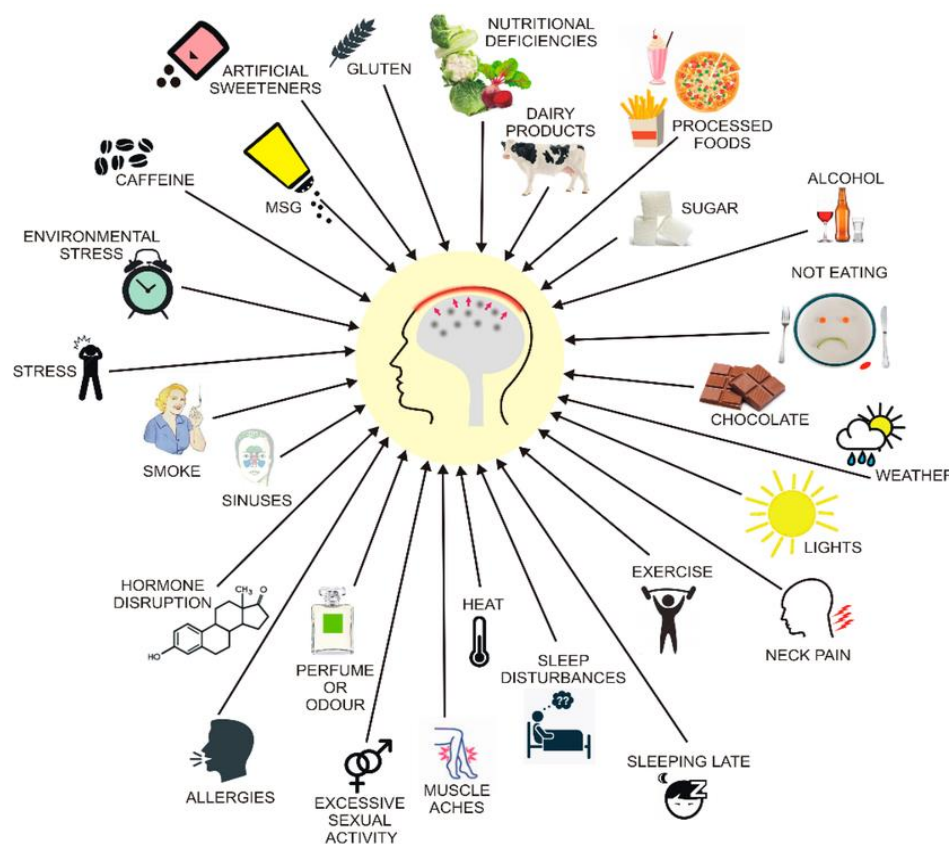 NUTRITIONAL
DEFICIENCIES
GLUTEN
ARTIFICIAL
SWEETENERS
DAIRY
PRODUCTS
PROCESSED
FOODS
CAFFEINE
MSG
SUGAR
ALCOHOL
ENVIRONMENTAL
STRESS
NOT EATING
STRESS
CHOCOLATE
SMOKE
SINUSES
WEATHER
LIGHTS
HORMONE
DISRUPTION
CH3
O
HO
EXERCISE
HEAT
NECK PAIN
PERFUME
OR
ODOUR
SLEEP
DISTURBANCES
??
ALLERGIES
EXCESSIVE
SEXUAL
ACTIVITY
MUSCLE
ACHES
SLEEPING LATE
Z